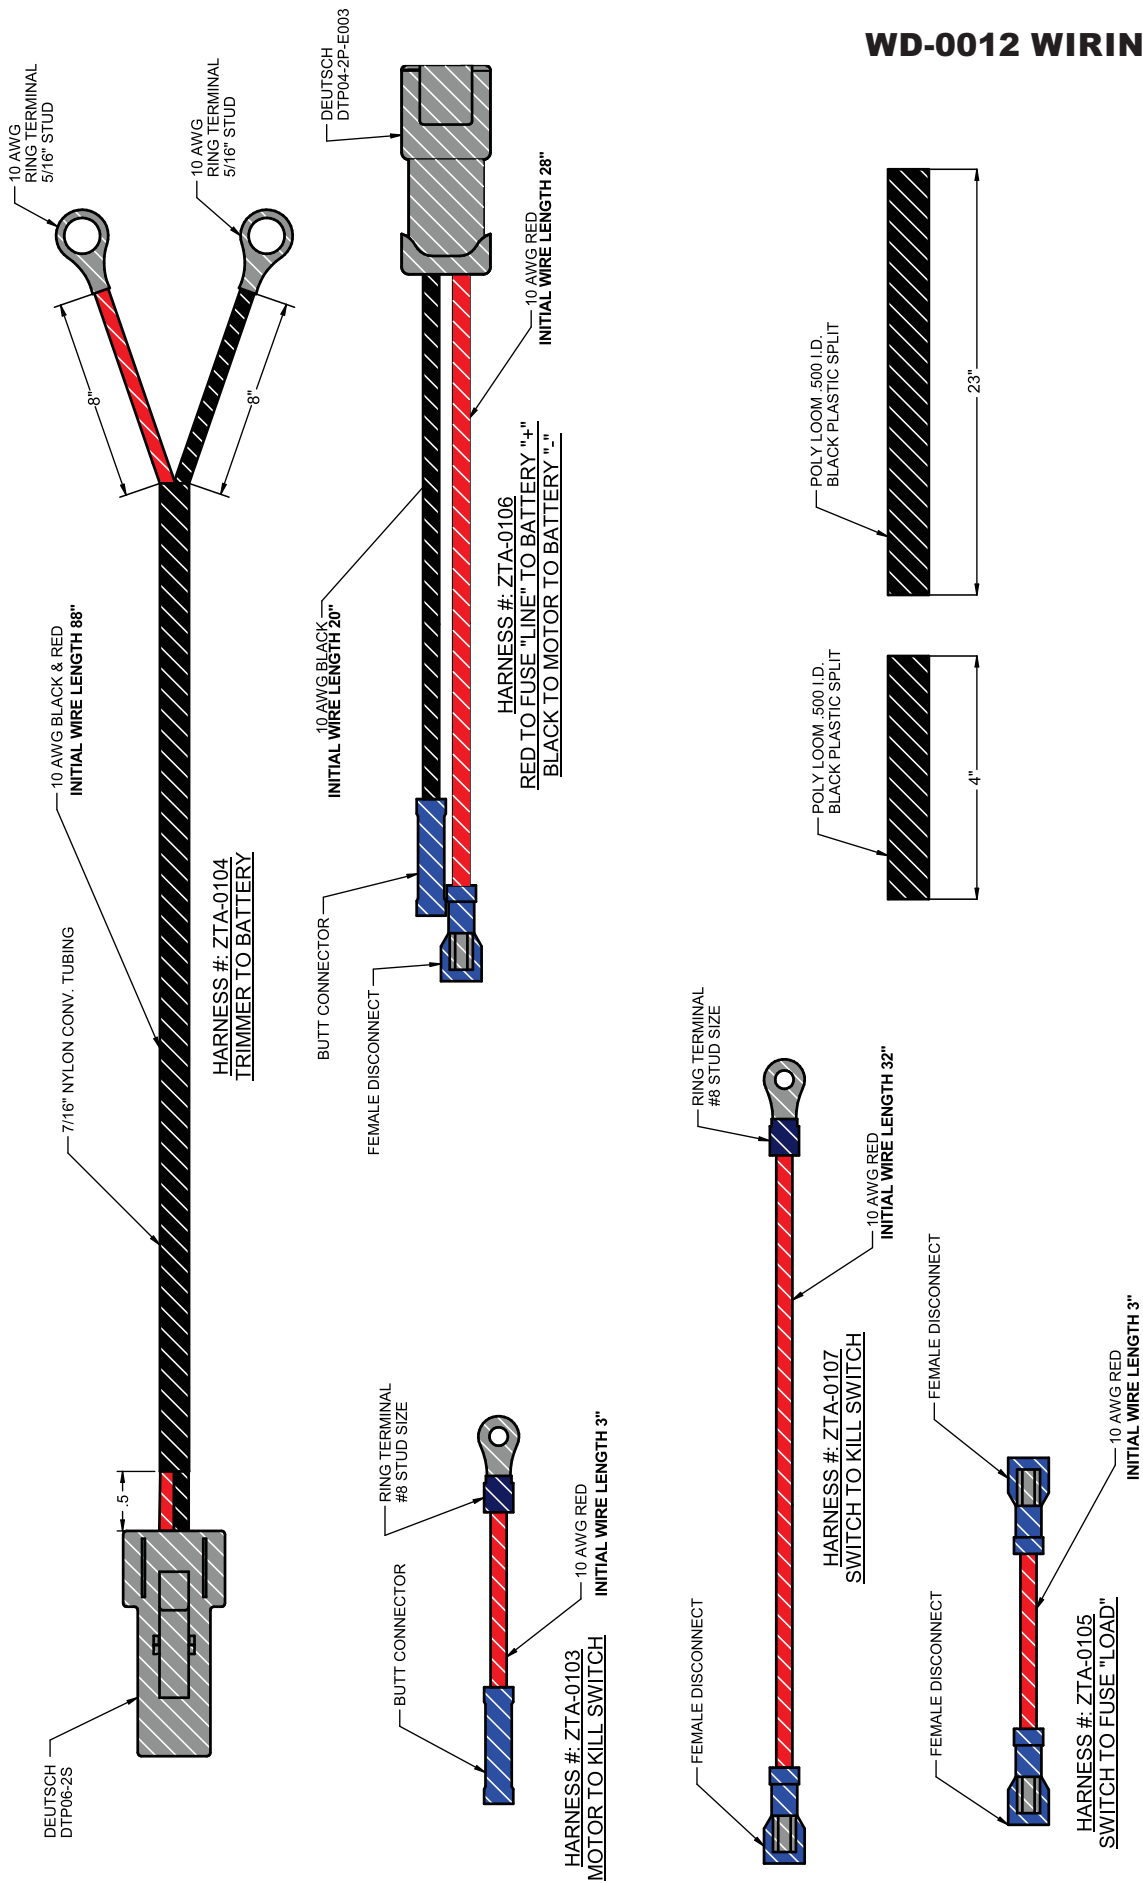 WD-0012 WIRIN
10 AWG
RING TERMINAL
5/16" STUD
10 AWG
RING TERMINAL
5/16" STUD
8"
8"
10 AWG BLACK & RED
INITIAL WIRE LENGTH 88"
7/16" NYLON CONV. TUBING
.5
DEUTSCH
DTP06-2S
HARNESS #: ZTA-0104
TRIMMER TO BATTERY
DEUTSCH
DTP04-2P-E003
10 AWG RED
INITIAL WIRE LENGTH 28"
10 AWG BLACK
INITIAL WIRE LENGTH 20"
BUTT CONNECTOR
FEMALE DISCONNECT
HARNESS #: ZTA-0106
RED TO FUSE "LINE" TO BATTERY "+"
BLACK TO MOTOR TO BATTERY "-"
RING TERMINAL
#8 STUD SIZE
BUTT CONNECTOR
10 AWG RED
INITIAL WIRE LENGTH 3"
HARNESS #: ZTA-0103
MOTOR TO KILL SWITCH
RING TERMINAL
#8 STUD SIZE
10 AWG RED
INITIAL WIRE LENGTH 32"
FEMALE DISCONNECT
HARNESS #: ZTA-0107
SWITCH TO KILL SWITCH
FEMALE DISCONNECT
FEMALE DISCONNECT
10 AWG RED
INITIAL WIRE LENGTH 3"
HARNESS #: ZTA-0105
SWITCH TO FUSE "LOAD"
POLY LOOM .500 I.D.
BLACK PLASTIC SPLIT
23"
POLY LOOM .500 I.D.
BLACK PLASTIC SPLIT
4"